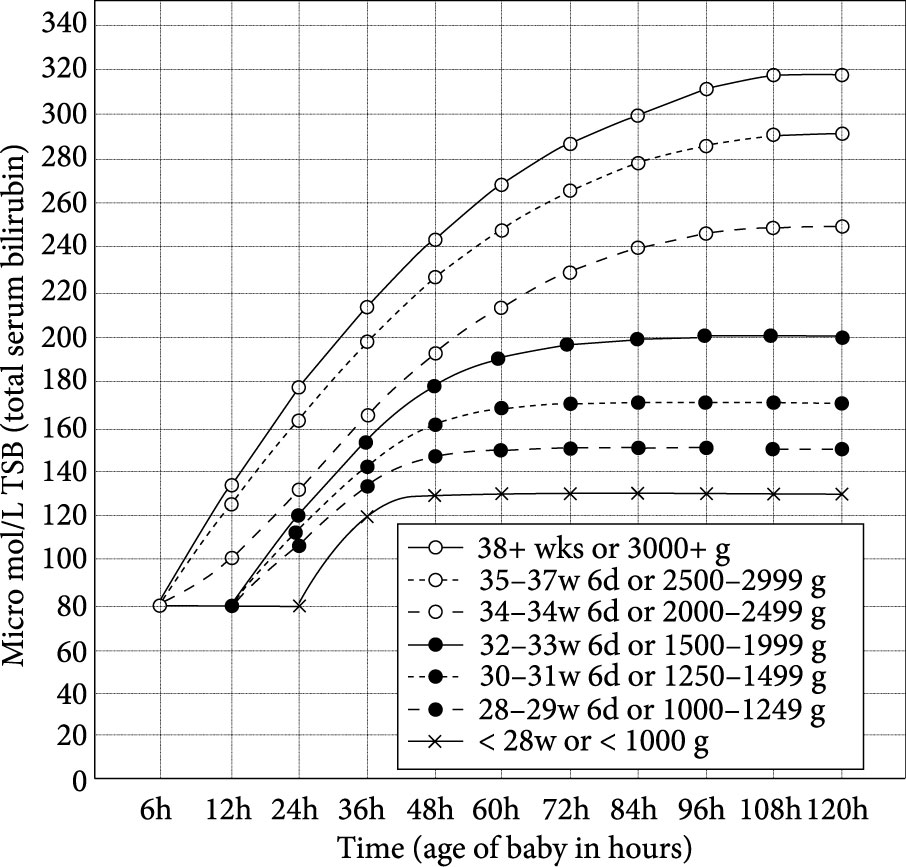 Micro mol/L TSB (total serum bilirubin)
340
320
300
280
260
240
220
200
180
160
140
120
100
80
60
40
20
0
38+ wks or 3000+ g
35–37w 6d or 2500–2999 g
34–34w 6d or 2000–2499 g
32–33w 6d or 1500–1999 g
30–31w 6d or 1250–1499 g
28–29w 6d or 1000–1249 g
< 28w or < 1000 g
6h 12h 24h 36h 48h 60h 72h 84h 96h 108h 120h
Time (age of baby in hours)